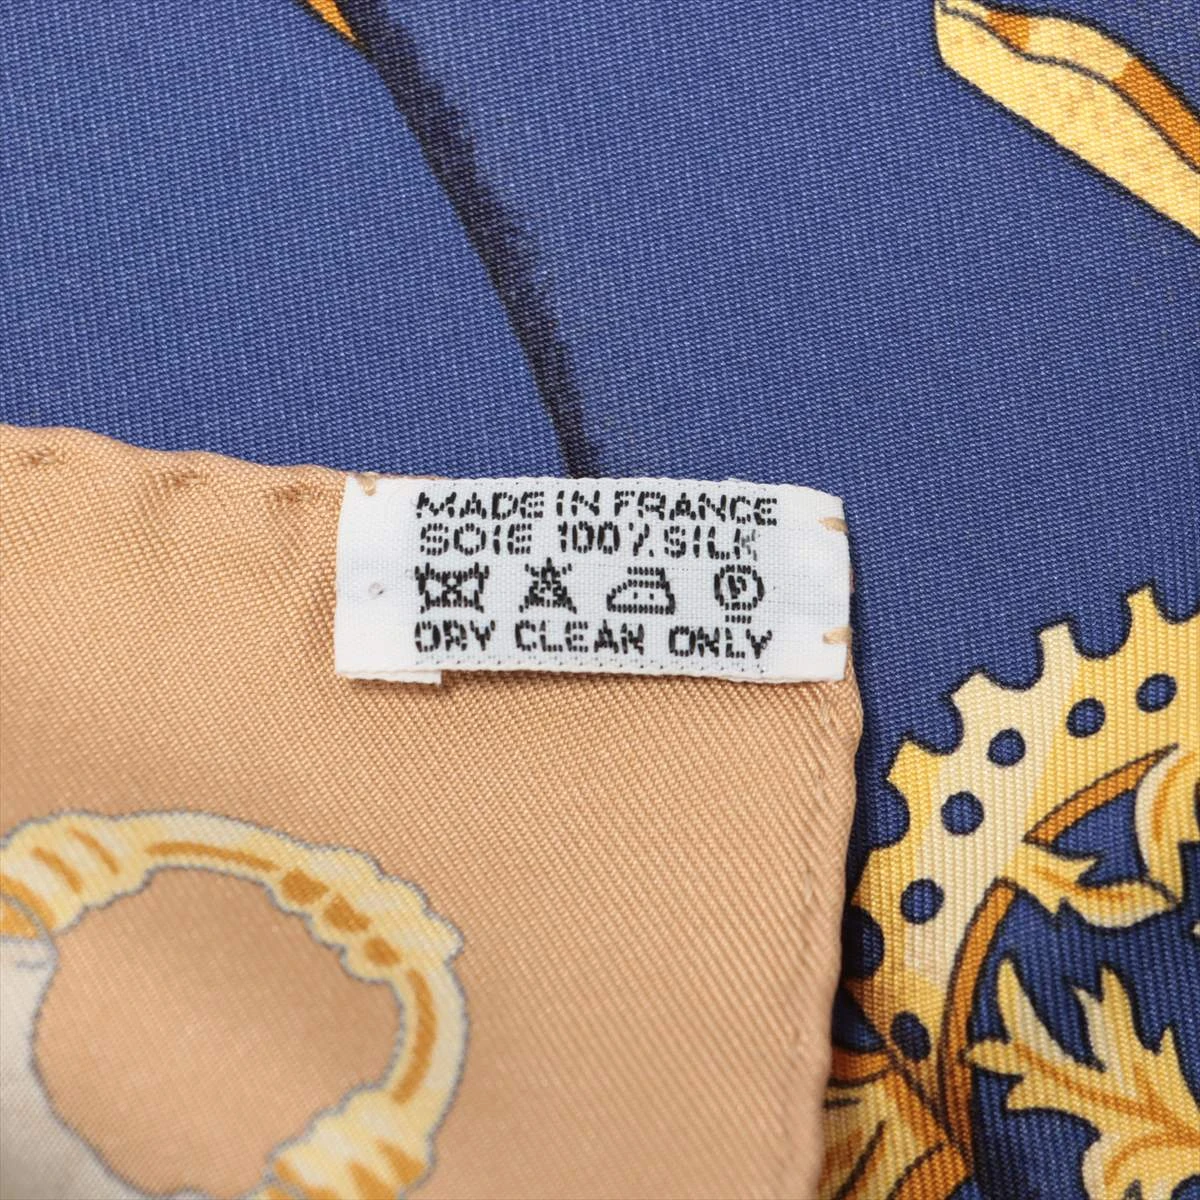 MADE IN FRANCE
SOIE 100% SILK
DRY CLEAN ONLY